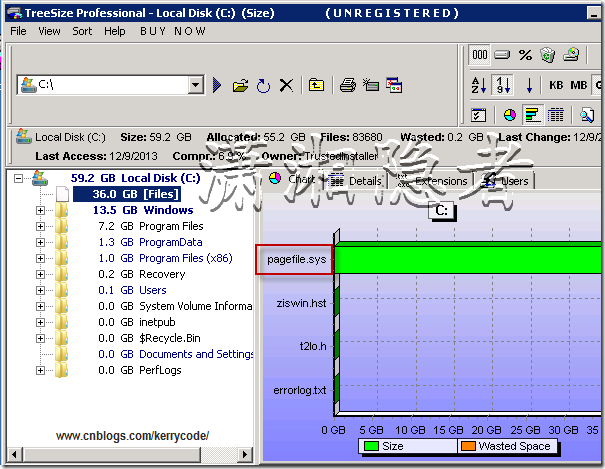 TreeSize Professional - Local Disk (C:) (Size) (UNREGISTERED)
File View Sort Help BUY NOW
000 %
C:\
A Z 1 9 KB MB
Local Disk (C:) Size: 59.2 GB Allocated: 55.2 GB Files: 83680 Wasted: 0.2 GB Last Change: 12/9
Last Access: 12/9/2013 Compr.: 6.9 % Owner: TrustedInstaller
潇湘隐者
59.2 GB Local Disk (C:)
36.0 GB [Files]
13.5 GB Windows
7.2 GB Program Files
1.3 GB ProgramData
1.0 GB Program Files (x86)
0.2 GB Recovery
0.1 GB Users
0.0 GB System Volume Informa
0.0 GB inetpub
0.0 GB $Recycle.Bin
0.0 GB Documents and Settings
0.0 GB PerfLogs
www.cnblogs.com/kerrycode/
Chart Details Extensions Users
C:
pagefile.sys
ziswin.hst
t2lo.h
errorlog.txt
0 GB 5 GB 10 GB 15 GB 20 GB 25 GB 30 GB 35
Size Wasted Space